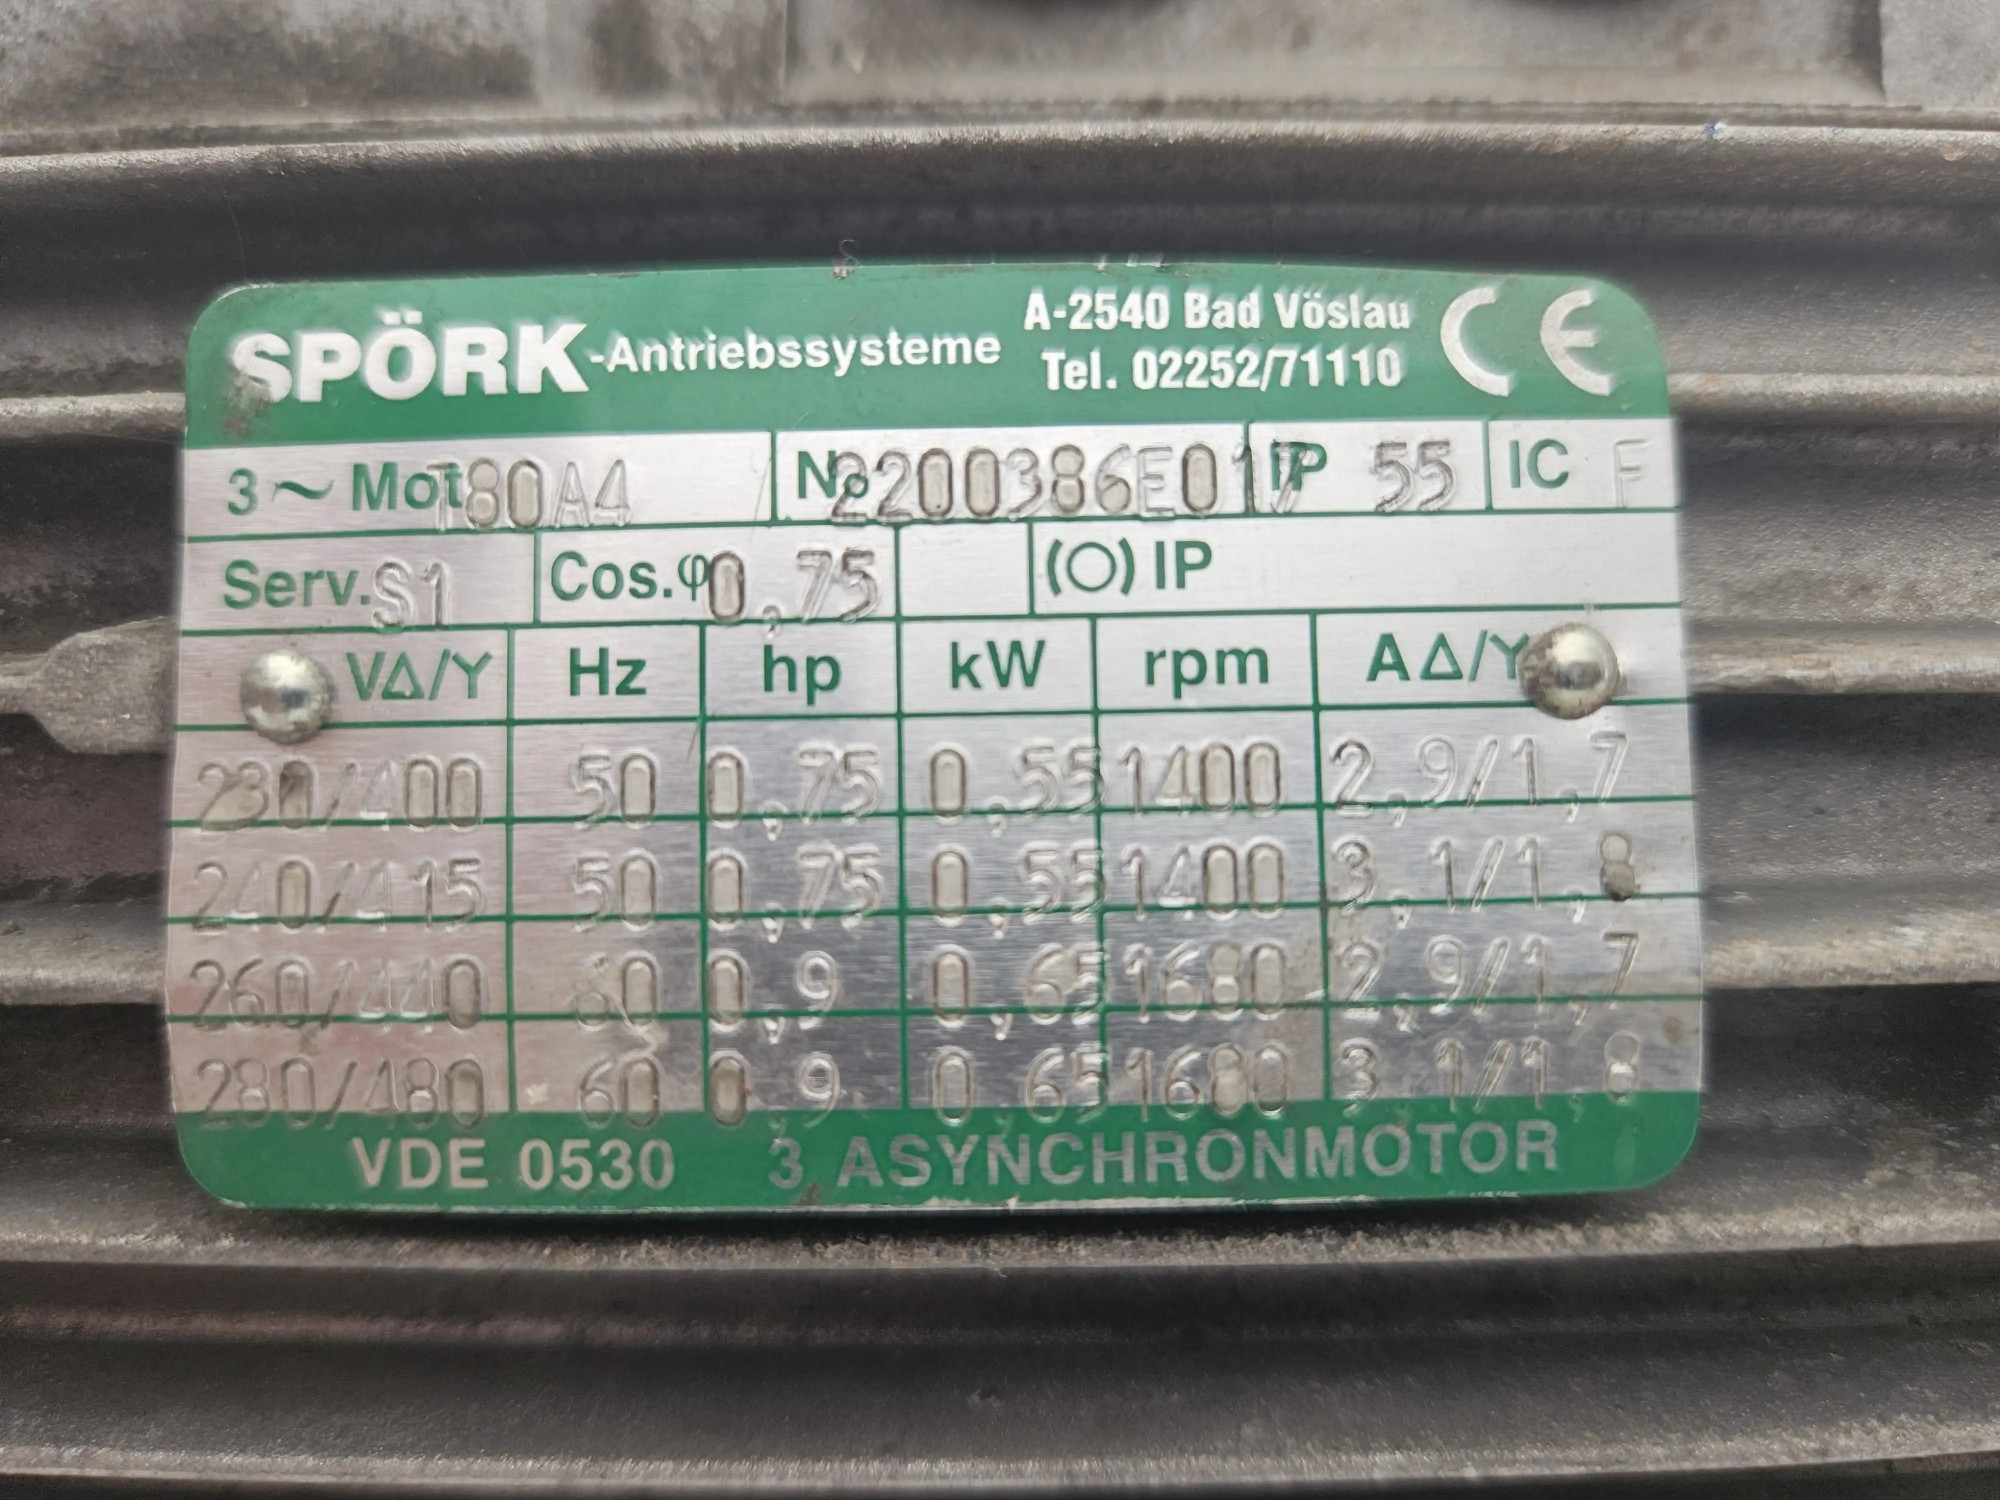 SPÖRK-Antriebssysteme
A-2540 Bad Vöslau
Tel. 02252/71110
CE
3~Mot T80A4 No 2200386E017 IP 55 IC F
Serv. S1 Cos.φ 0,75 (○) IP
V∆/Y Hz hp kW rpm A∆/Y
230/400 50 0,75 0,55 1400 2,9/1,7
240/415 50 0,75 0,55 1400 3,1/1,8
260/440 60 0,9 0,65 1680 2,9/1,7
280/480 60 0,9 0,65 1680 3,1/1,8
VDE 0530 3 ASYNCHRONMOTOR